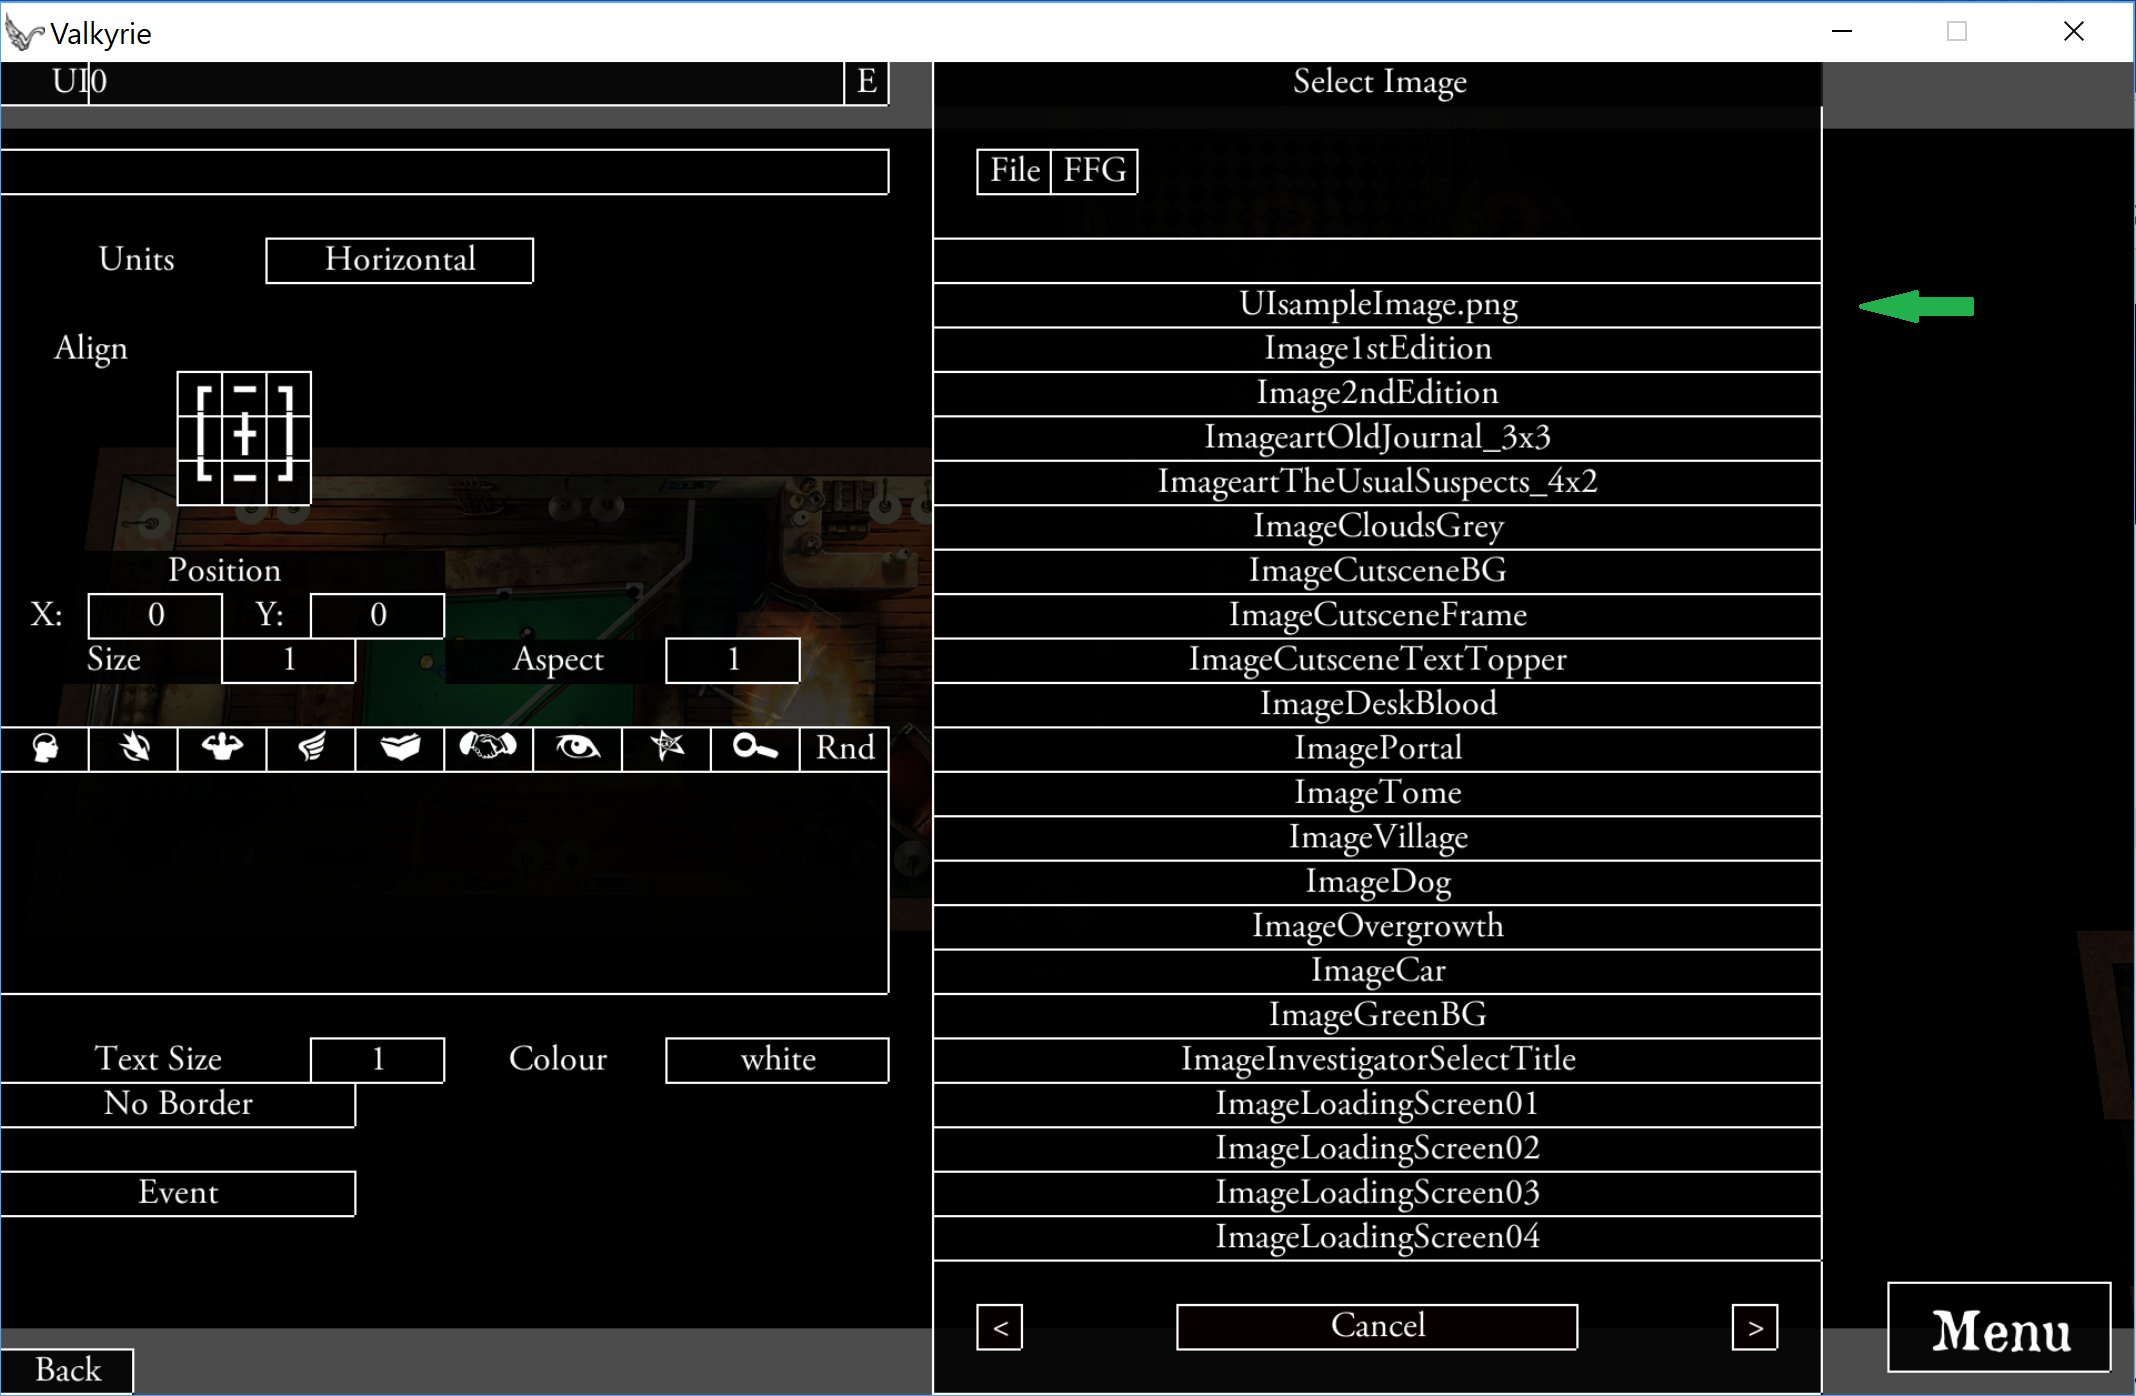 Valkyrie
UI0 E
Select Image
File FFG
Units Horizontal
Align
Position
X: 0 Y: 0
Size 1 Aspect 1
Rnd
Text Size 1 Colour white
No Border
Event
Back
UIsampleImage.png
Image1stEdition
Image2ndEdition
ImageartOldJournal_3x3
ImageartTheUsualSuspects_4x2
ImageCloudsGrey
ImageCutsceneBG
ImageCutsceneFrame
ImageCutsceneTextTopper
ImageDeskBlood
ImagePortal
ImageTome
ImageVillage
ImageDog
ImageOvergrowth
ImageCar
ImageGreenBG
ImageInvestigatorSelectTitle
ImageLoadingScreen01
ImageLoadingScreen02
ImageLoadingScreen03
ImageLoadingScreen04
< Cancel >
Menu